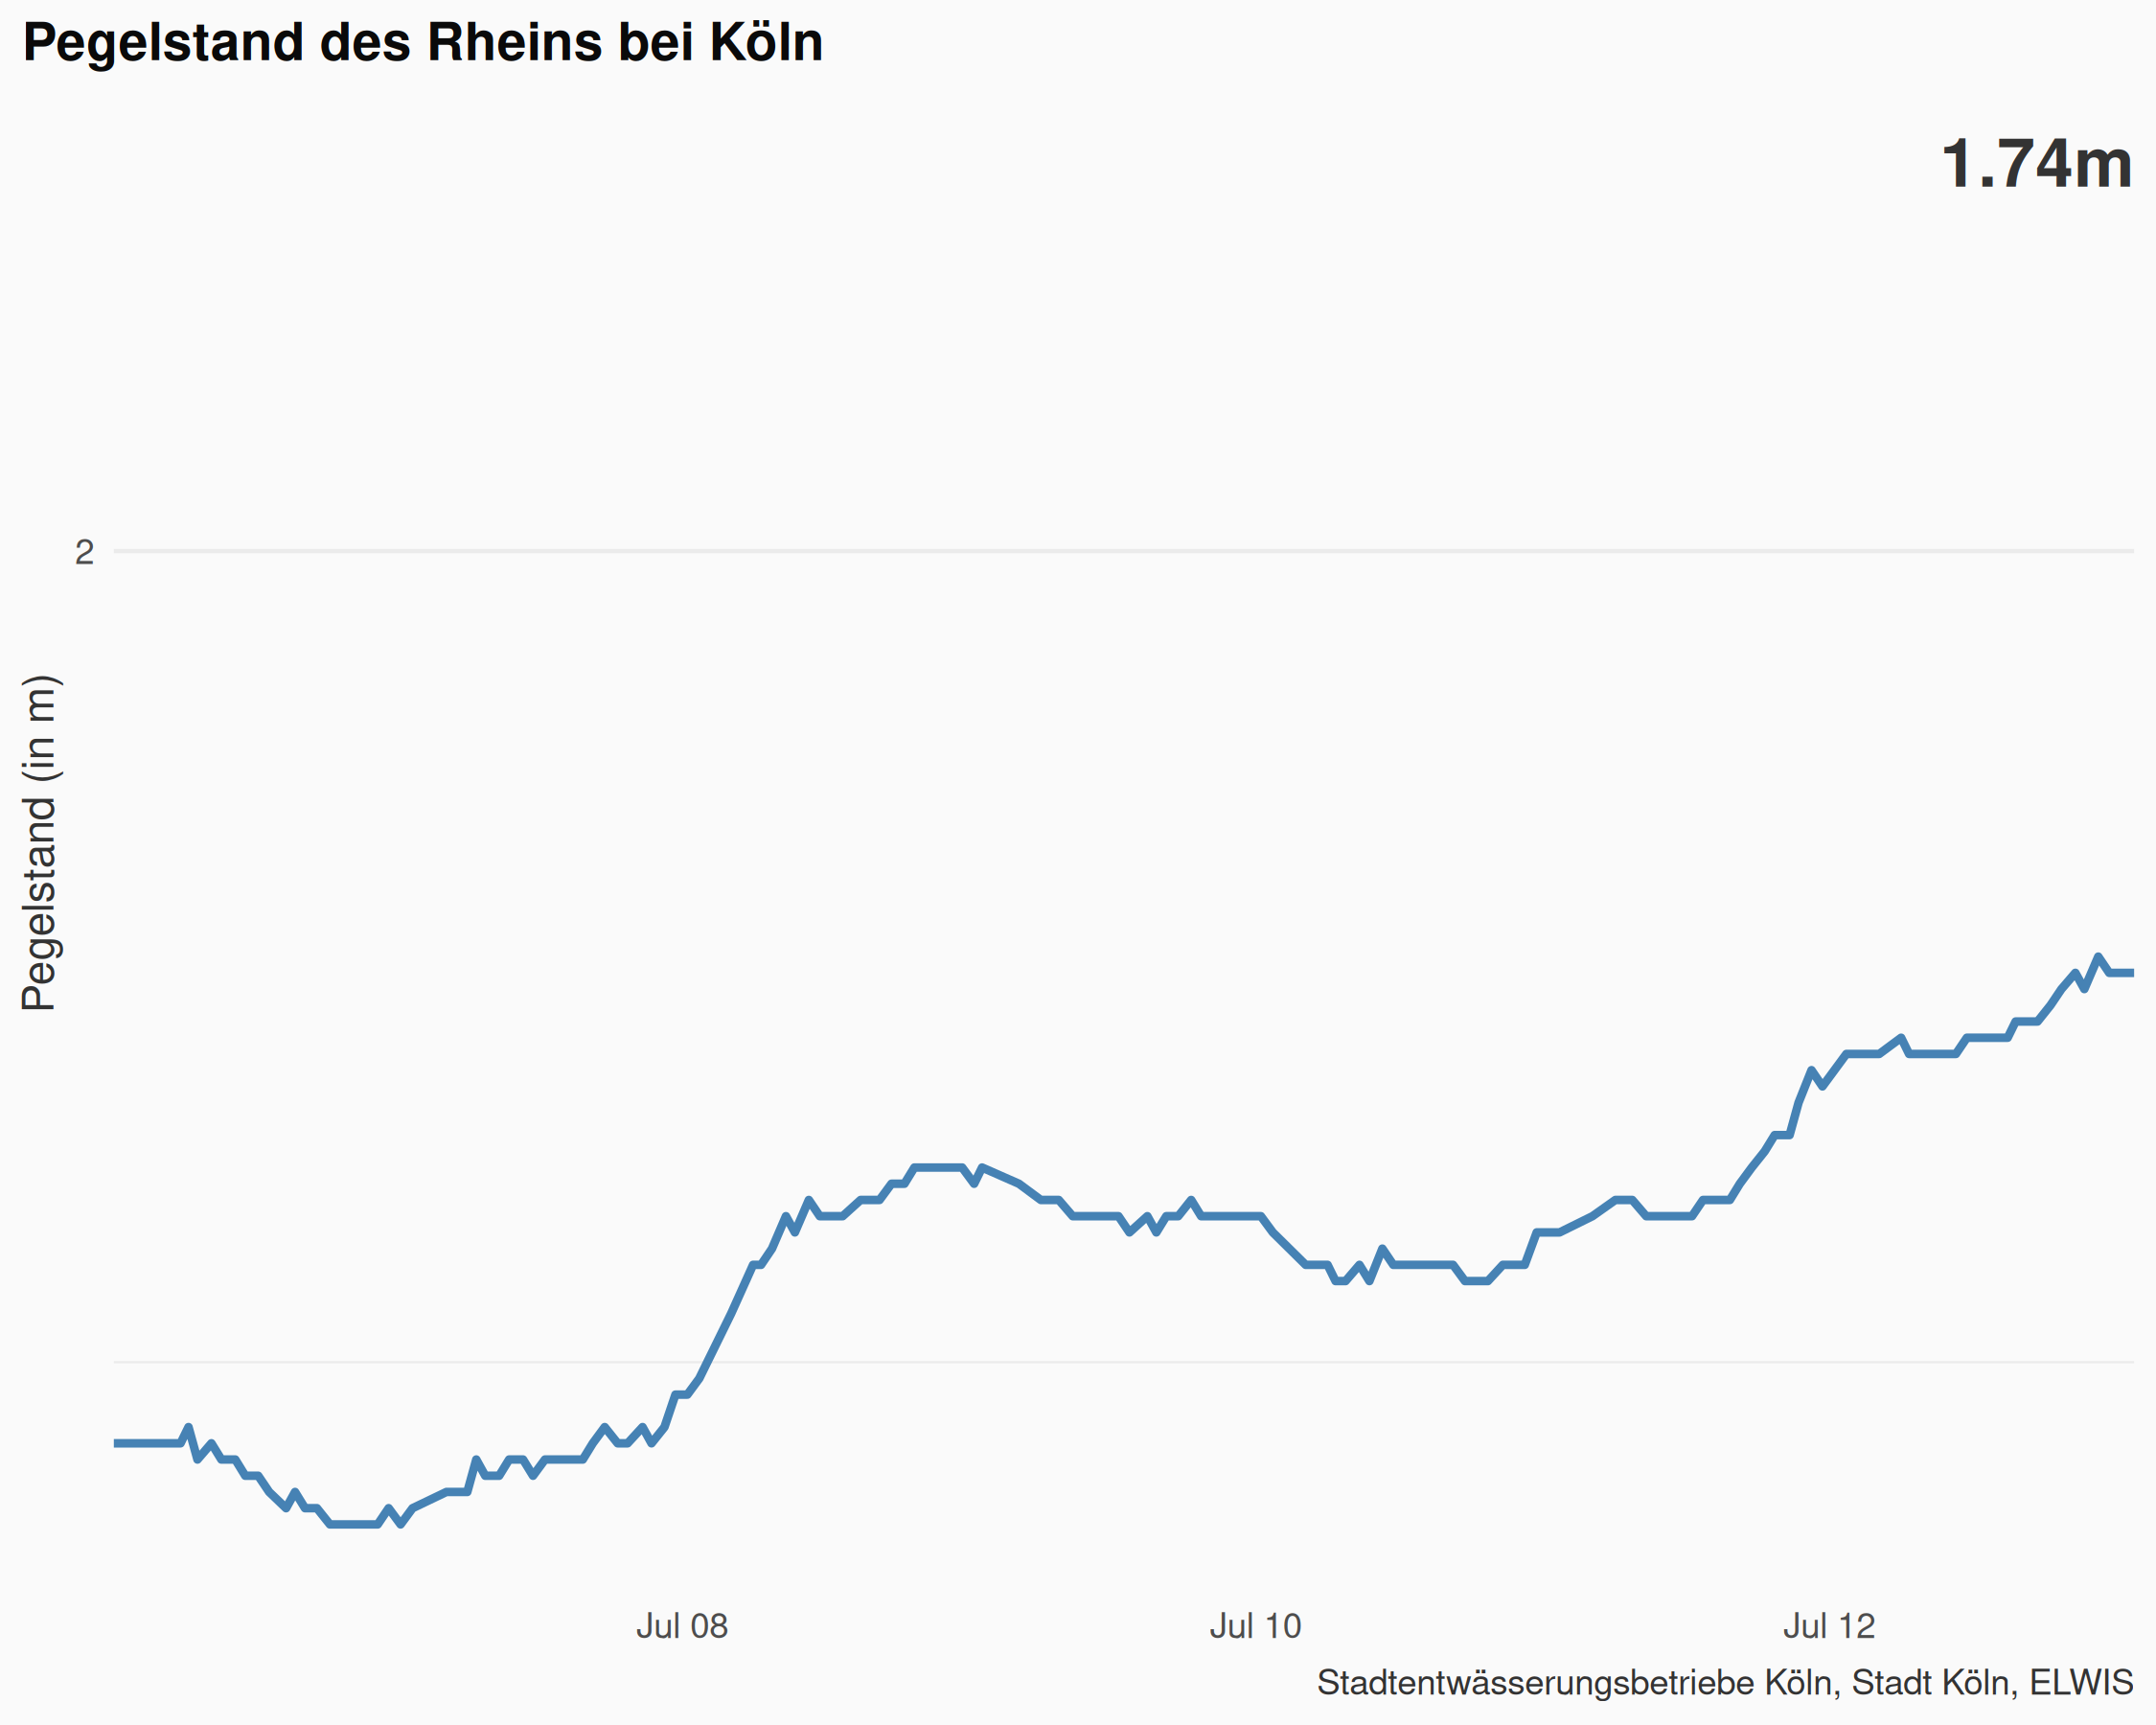 Pegelstand des Rheins bei Köln
1.74m
2
Pegelstand (in m)
Jul 08
Jul 10
Jul 12
Stadtentwässerungsbetriebe Köln, Stadt Köln, ELWIS